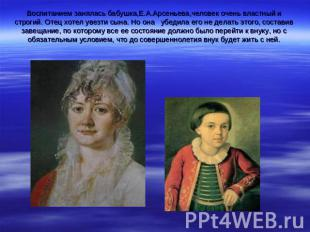 Воспитанием занялась бабушка,Е.А.Арсеньева,человек очень властный и
строгий. Отец хотел увезти сына. Но она убедила его не делать этого, составив
завещание, по которому все ее состояние должно было перейти к внуку, но с
обязательным условием, что до совершеннолетия внук будет жить с ней.
PPt4WEB.ru